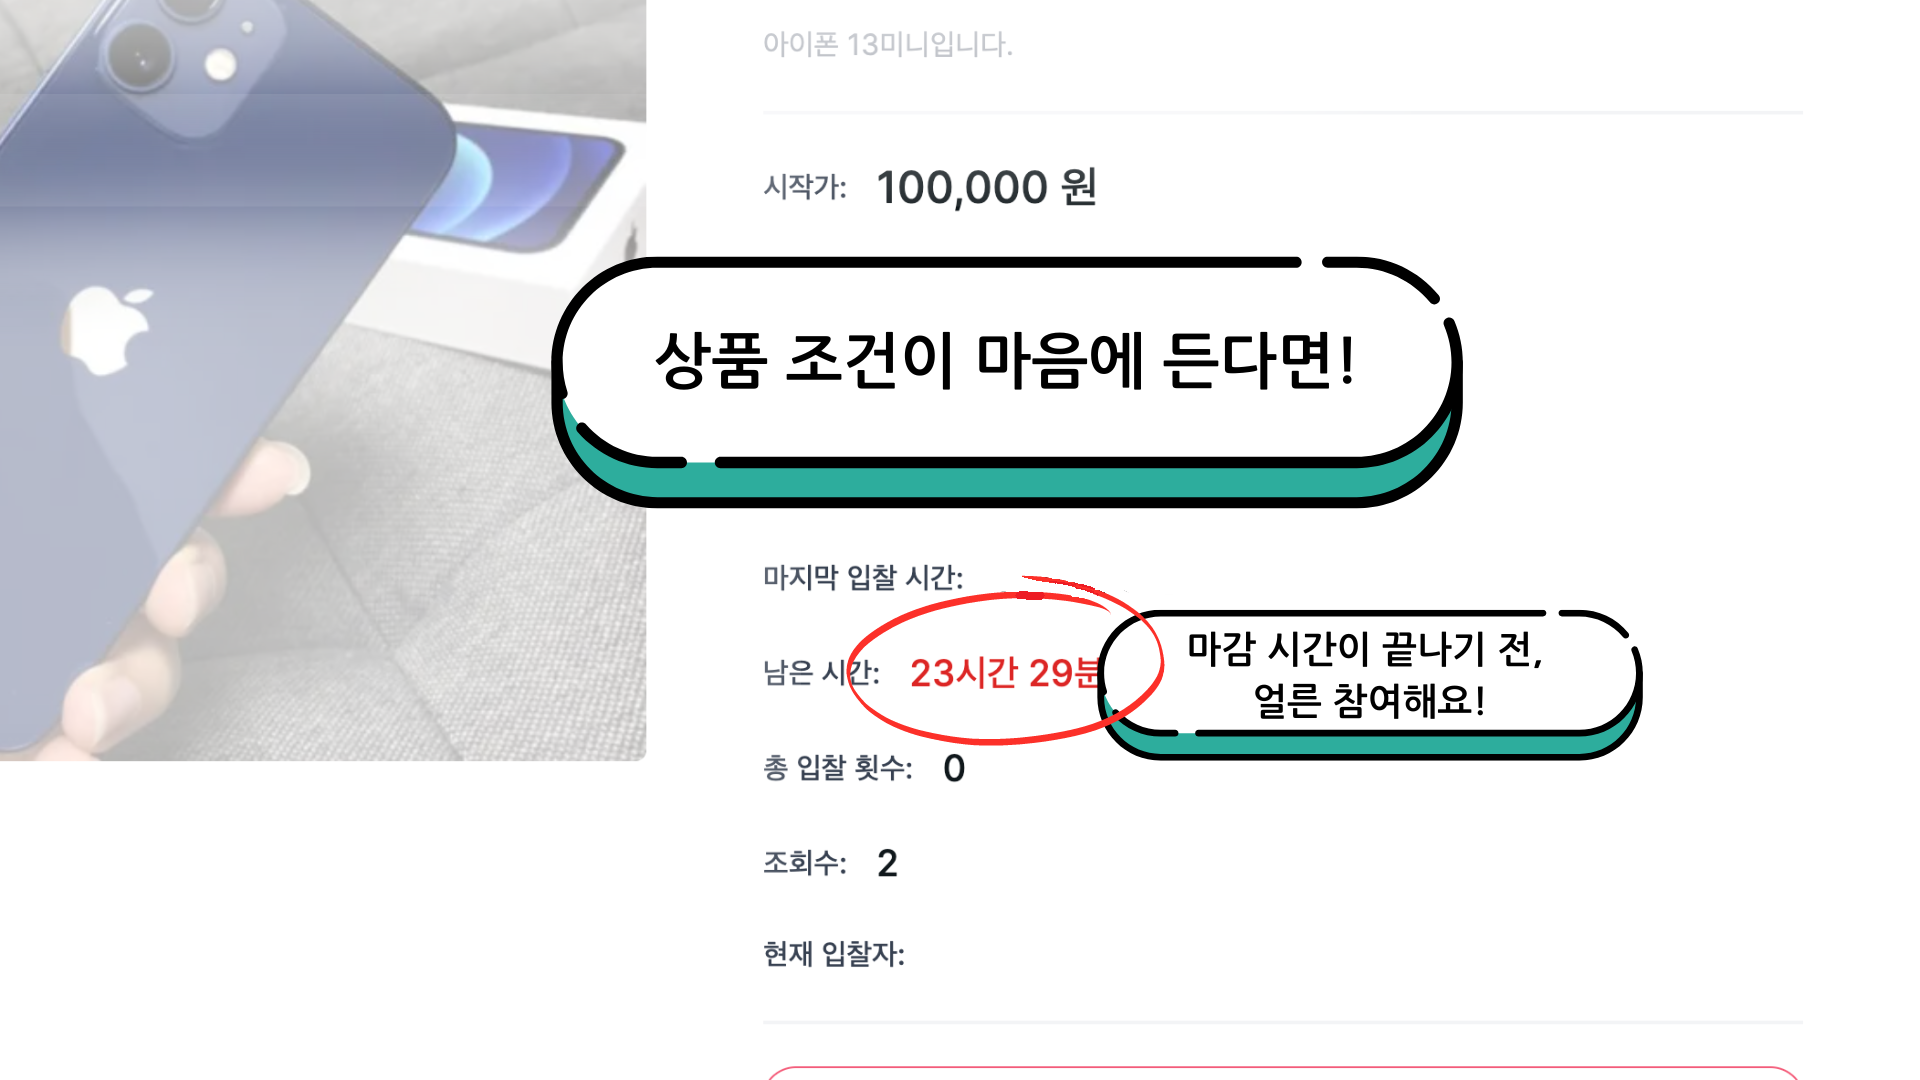 아이폰 13미니입니다.
시작가: 100,000 원
상품 조건이 마음에 든다면!
마지막 입찰 시간:
남은 시간: 23시간 29분
마감 시간이 끝나기 전,
얼른 참여해요!
총 입찰 횟수: 0
조회수: 2
현재 입찰자: